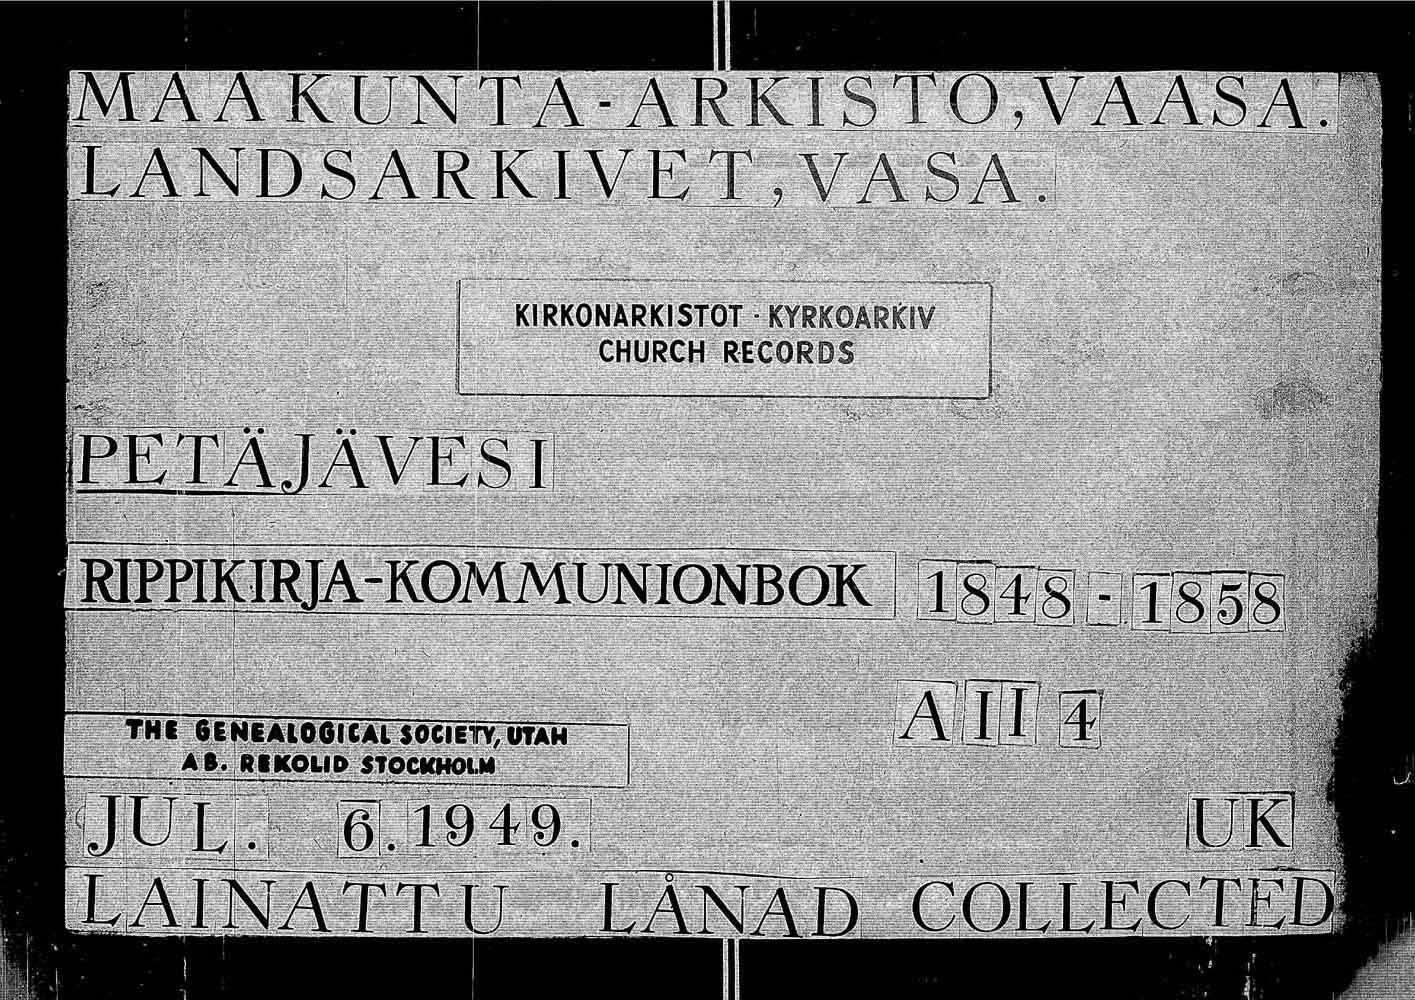 MAAKUNTA-ARKISTO, VAASA.
LANDSARKIVET, VASA.
KIRKONARKISTOT · KYRKOARKIV
CHURCH RECORDS
PETÄJÄVESI
RIPPIKIRJA-KOMMUNIONBOK 1848-1858
A II 4
THE GENEALOGICAL SOCIETY, UTAH
AB. REKOLID STOCKHOLM
JUL. 6. 1949. UK
LAINATTU LÅNAD COLLECTED